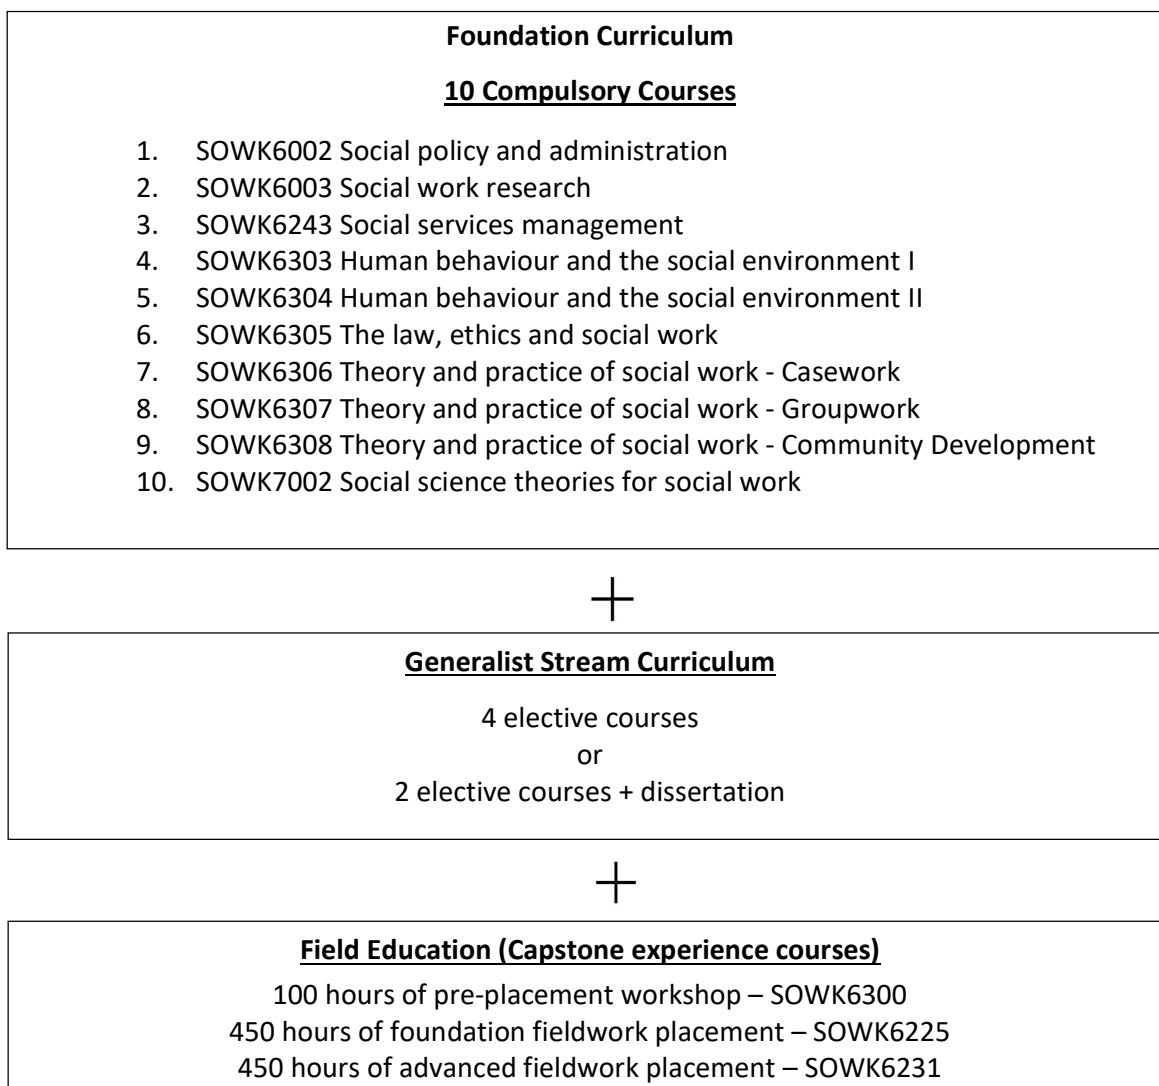 Foundation Curriculum
10 Compulsory Courses
1. SOWK6002 Social policy and administration
2. SOWK6003 Social work research
3. SOWK6243 Social services management
4. SOWK6303 Human behaviour and the social environment I
5. SOWK6304 Human behaviour and the social environment II
6. SOWK6305 The law, ethics and social work
7. SOWK6306 Theory and practice of social work - Casework
8. SOWK6307 Theory and practice of social work - Groupwork
9. SOWK6308 Theory and practice of social work - Community Development
10. SOWK7002 Social science theories for social work
+
Generalist Stream Curriculum
4 elective courses
or
2 elective courses + dissertation
+
Field Education (Capstone experience courses)
100 hours of pre-placement workshop – SOWK6300
450 hours of foundation fieldwork placement – SOWK6225
450 hours of advanced fieldwork placement – SOWK6231